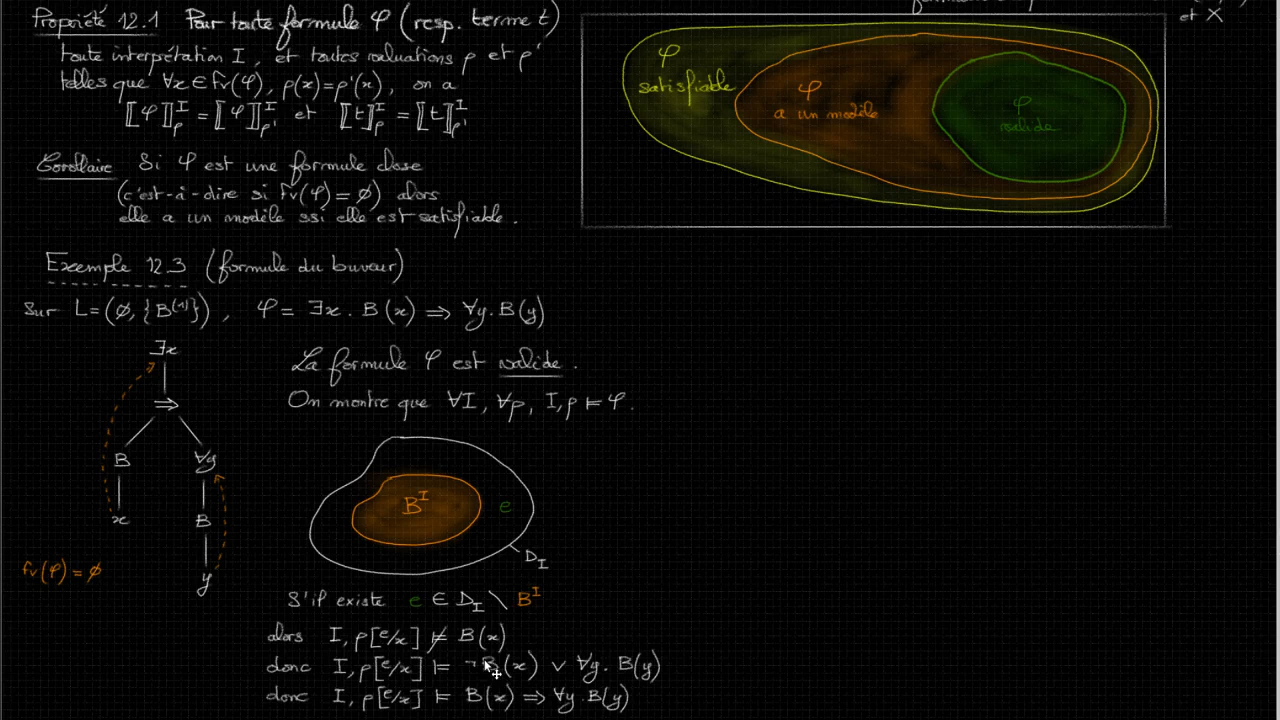 Propriété 12.1 Pour toute formule φ (resp. terme t)
toute interprétation I, et toutes valuations ρ et ρ'
telles que ∀x ∈ fv(φ), ρ(x)=ρ'(x), on a
⟦φ⟧ᴵ_ρ = ⟦φ⟧ᴵ_ρ' et ⟦t⟧ᴵ_ρ = ⟦t⟧ᴵ_ρ'
Corollaire Si φ est une formule close
(c'est-à-dire si fv(φ) = ∅) alors
elle a un modèle ssi elle est satisfiable.
et X
φ
satisfiable
φ
a un modèle
φ
valide
Exemple 12.3 (formule du buveur)
Sur L = (∅, {B⁽¹⁾}), φ = ∃x. B(x) ⇒ ∀y. B(y)
∃x
⇒
B ∀y
x B
y
fv(φ) = ∅
La formule φ est valide.
On montre que ∀I, ∀ρ, I,ρ ⊨ φ.
Bᴵ e
D_I
S'il existe e ∈ D_I \ Bᴵ
alors I, ρ[e/x] ⊭ B(x)
donc I, ρ[e/x] ⊨ ¬B(x) ∨ ∀y. B(y)
donc I, ρ[e/x] ⊨ B(x) ⇒ ∀y. B(y)